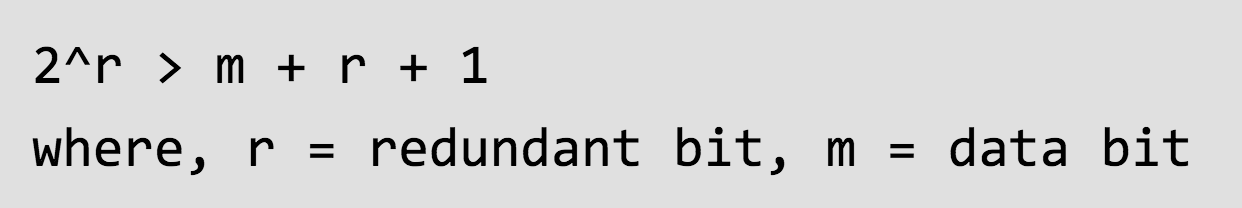 2^r > m + r + 1
where, r = redundant bit, m = data bit